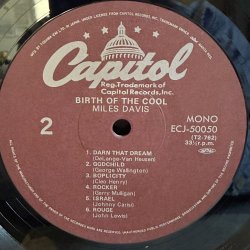 Capitol
Reg. Trademark of
Capitol Records, Inc.
BIRTH OF THE COOL
MILES DAVIS
2
MONO
ECJ-50050
(T2-762)
33⅓r.p.m.
1. DARN THAT DREAM
(DeLange-Van Heusen)
2. GODCHILD
(George Wallington)
3. BOPLICITY
(Cleo Henry)
4. ROCKER
(Gerry Mulligan)
5. ISRAEL
(Johnny Carisi)
6. ROUGE
(John Lewis)